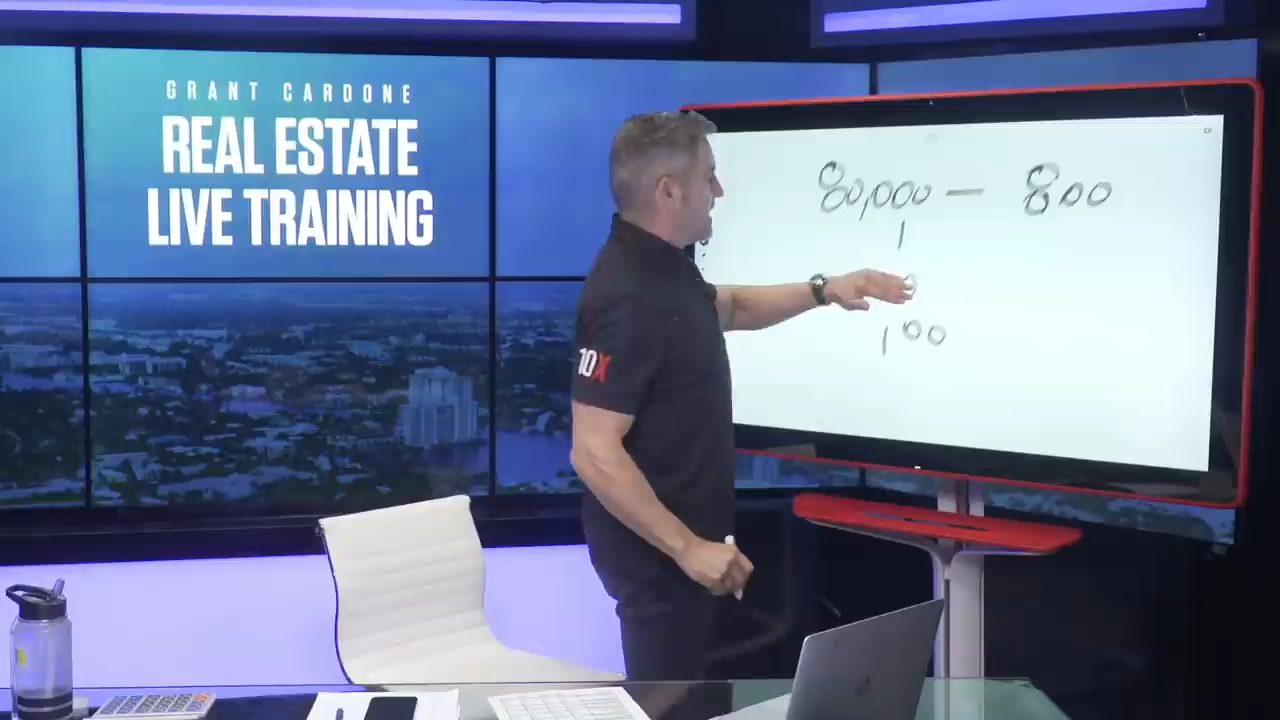 GRANT CARDONE
REAL ESTATE
LIVE TRAINING
80,000 — 800
1
100
10X